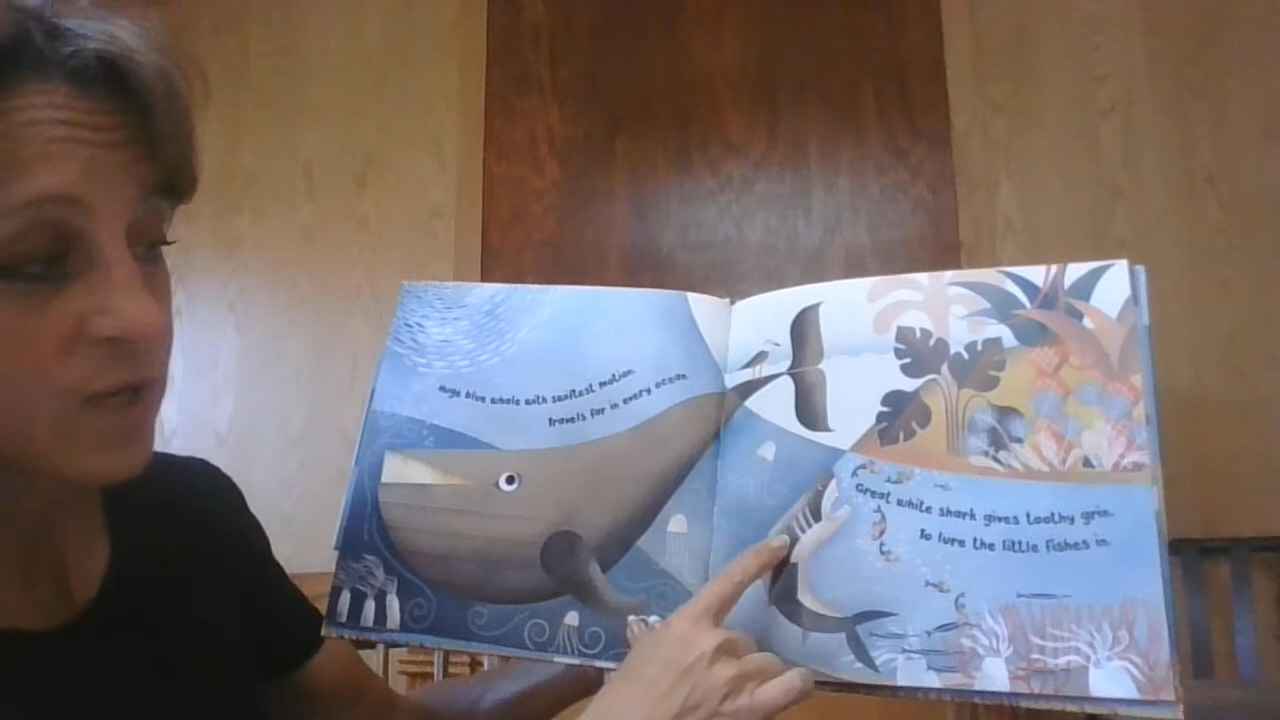 Huge blue whale with swiftest motion.
Travels far in every ocean.
Great white shark gives toothy grin.
To lure the little fishes in.